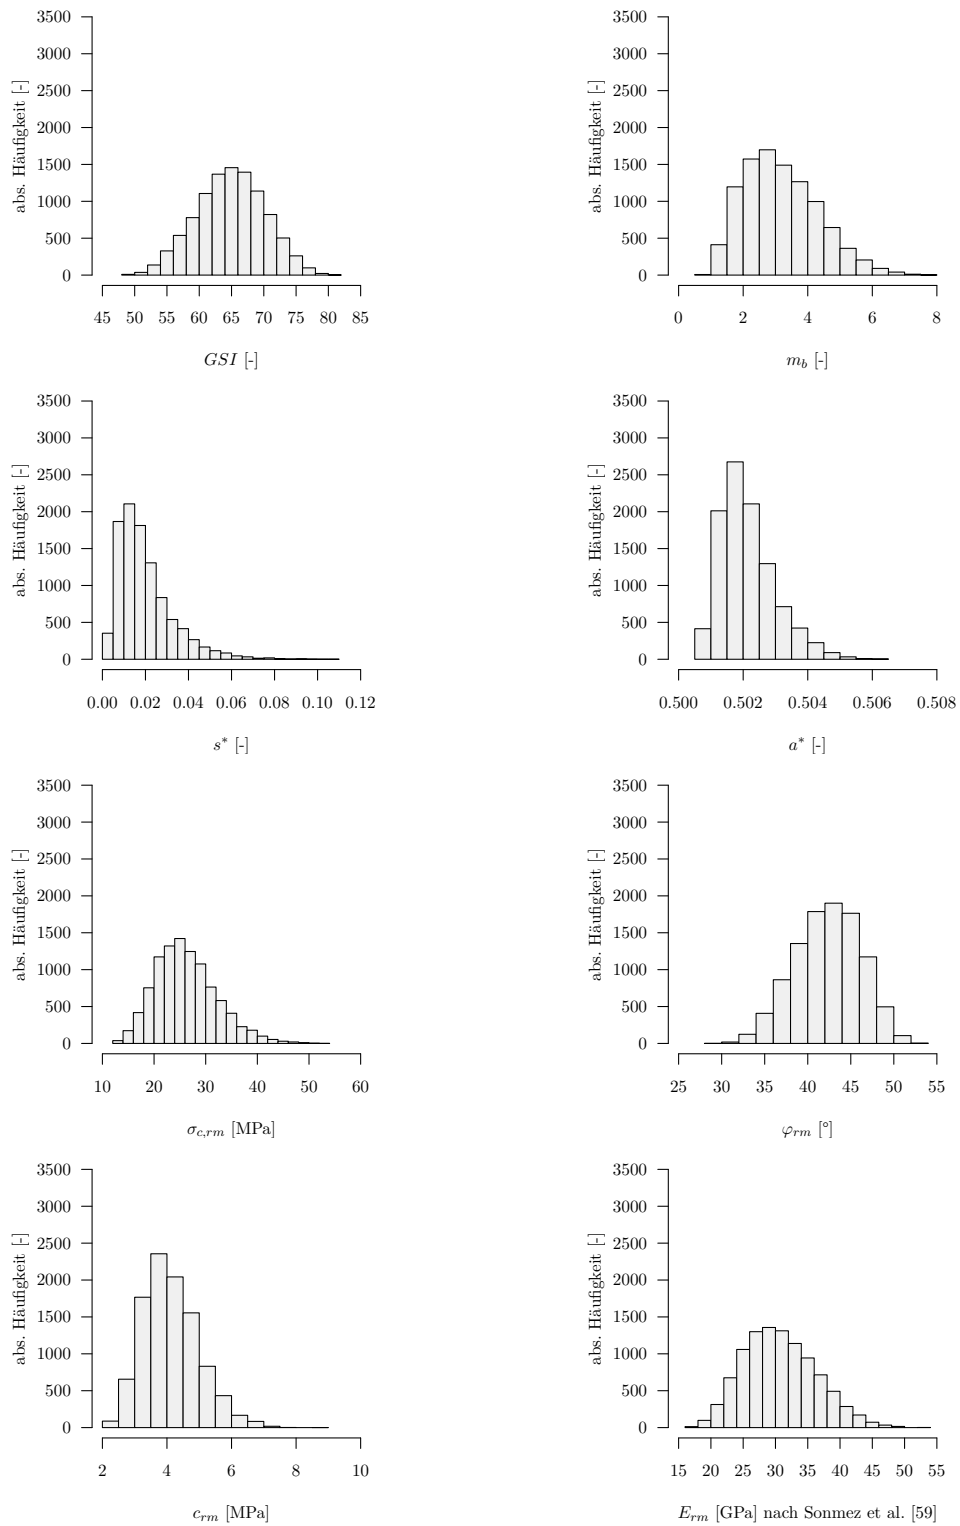 3500
3000
2500
2000
1500
1000
500
0
abs. Häufigkeit [-]
45 50 55 60 65 70 75 80 85
GSI [-]
3500
3000
2500
2000
1500
1000
500
0
abs. Häufigkeit [-]
0 2 4 6 8
m_b [-]
3500
3000
2500
2000
1500
1000
500
0
abs. Häufigkeit [-]
0.00 0.02 0.04 0.06 0.08 0.10 0.12
s* [-]
3500
3000
2500
2000
1500
1000
500
0
abs. Häufigkeit [-]
0.500 0.502 0.504 0.506 0.508
a* [-]
3500
3000
2500
2000
1500
1000
500
0
abs. Häufigkeit [-]
10 20 30 40 50 60
σ_{c,rm} [MPa]
3500
3000
2500
2000
1500
1000
500
0
abs. Häufigkeit [-]
25 30 35 40 45 50 55
φ_{rm} [°]
3500
3000
2500
2000
1500
1000
500
0
abs. Häufigkeit [-]
2 4 6 8 10
c_{rm} [MPa]
3500
3000
2500
2000
1500
1000
500
0
abs. Häufigkeit [-]
15 20 25 30 35 40 45 50 55
E_{rm} [GPa] nach Sonmez et al. [59]